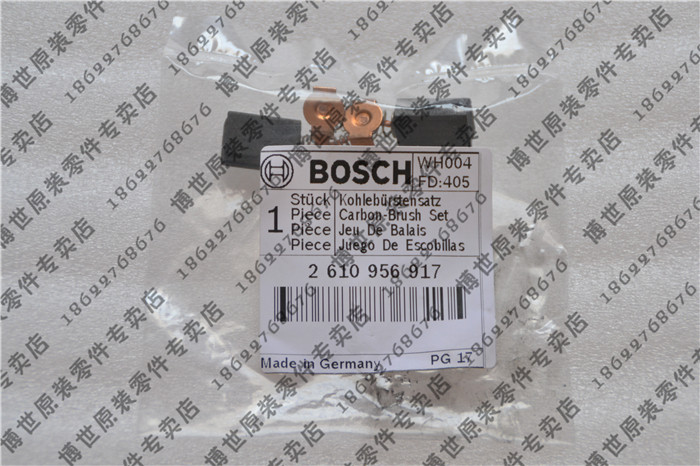 BOSCH
WH004
FD:405
1
Stück Kohlebürstensatz
Piece Carbon-Brush Set
Pièce Jeu De Balais
Piece Juego De Escobillas
2 610 956 917
Made in Germany
PG 17
博世原装零件专卖店 18622768676